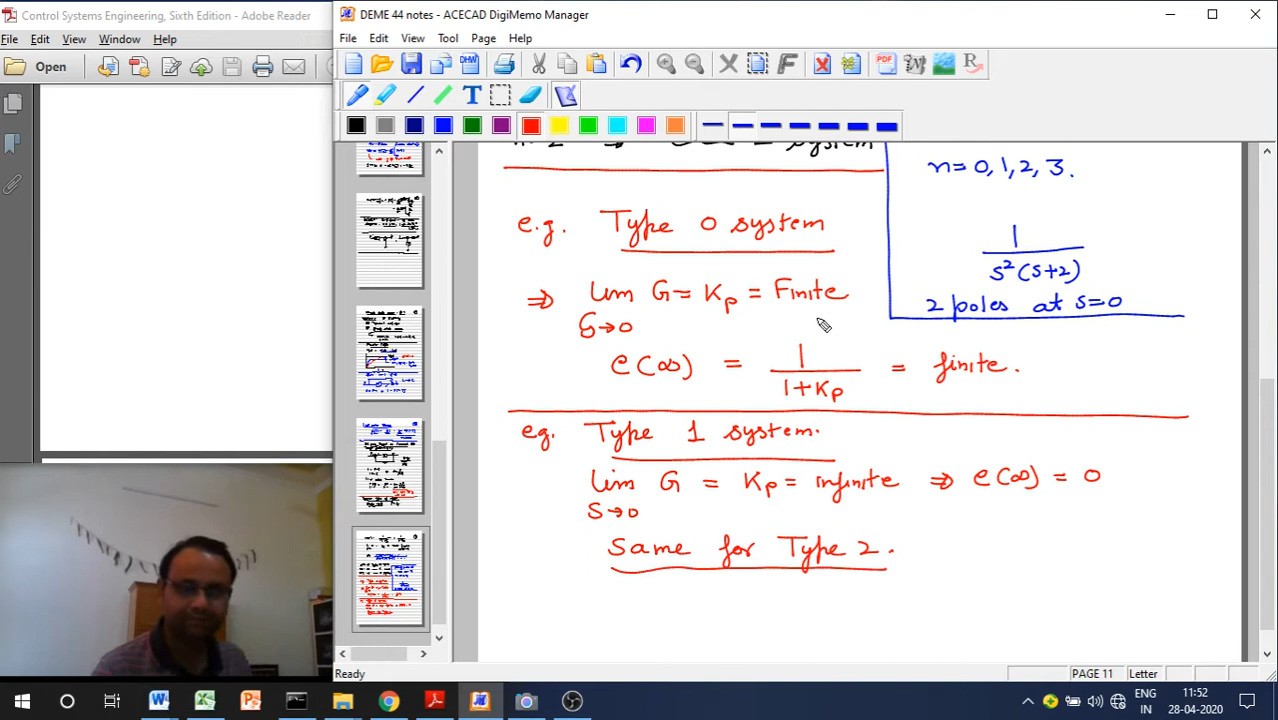 Control Systems Engineering, Sixth Edition - Adobe Reader
File Edit View Window Help
Open
DEME 44 notes - ACECAD DigiMemo Manager
File Edit View Tool Page Help
system
n = 0, 1, 2, 3.
e.g. Type 0 system
1
s²(s+2)
2 poles at s=0
⇒ lim G = Kp = Finite
G→0
e(∞) = 1 / 1+Kp = finite.
eg. Type 1 system.
lim G = Kp = infinite ⇒ e(∞) = 0
S→0
Same for Type 2.
Ready
PAGE 11 Letter
ENG
IN
11:52
28-04-2020